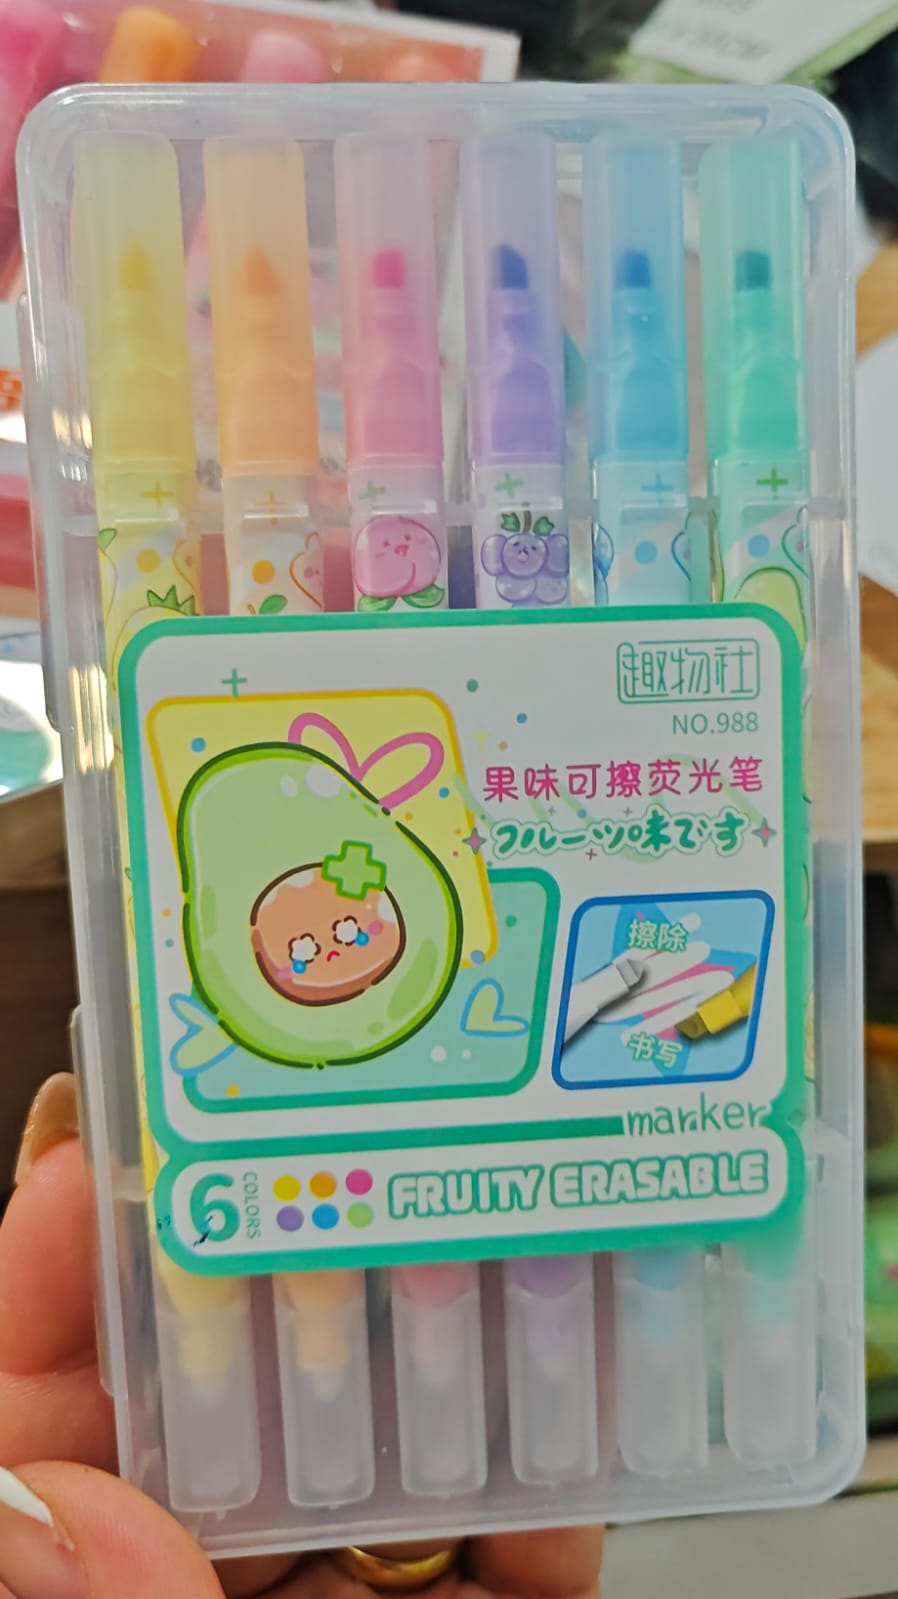 趣物社
NO.988
果味可擦荧光笔
フルーツ味です
擦除
书写
marker
6 COLORS
FRUITY ERASABLE